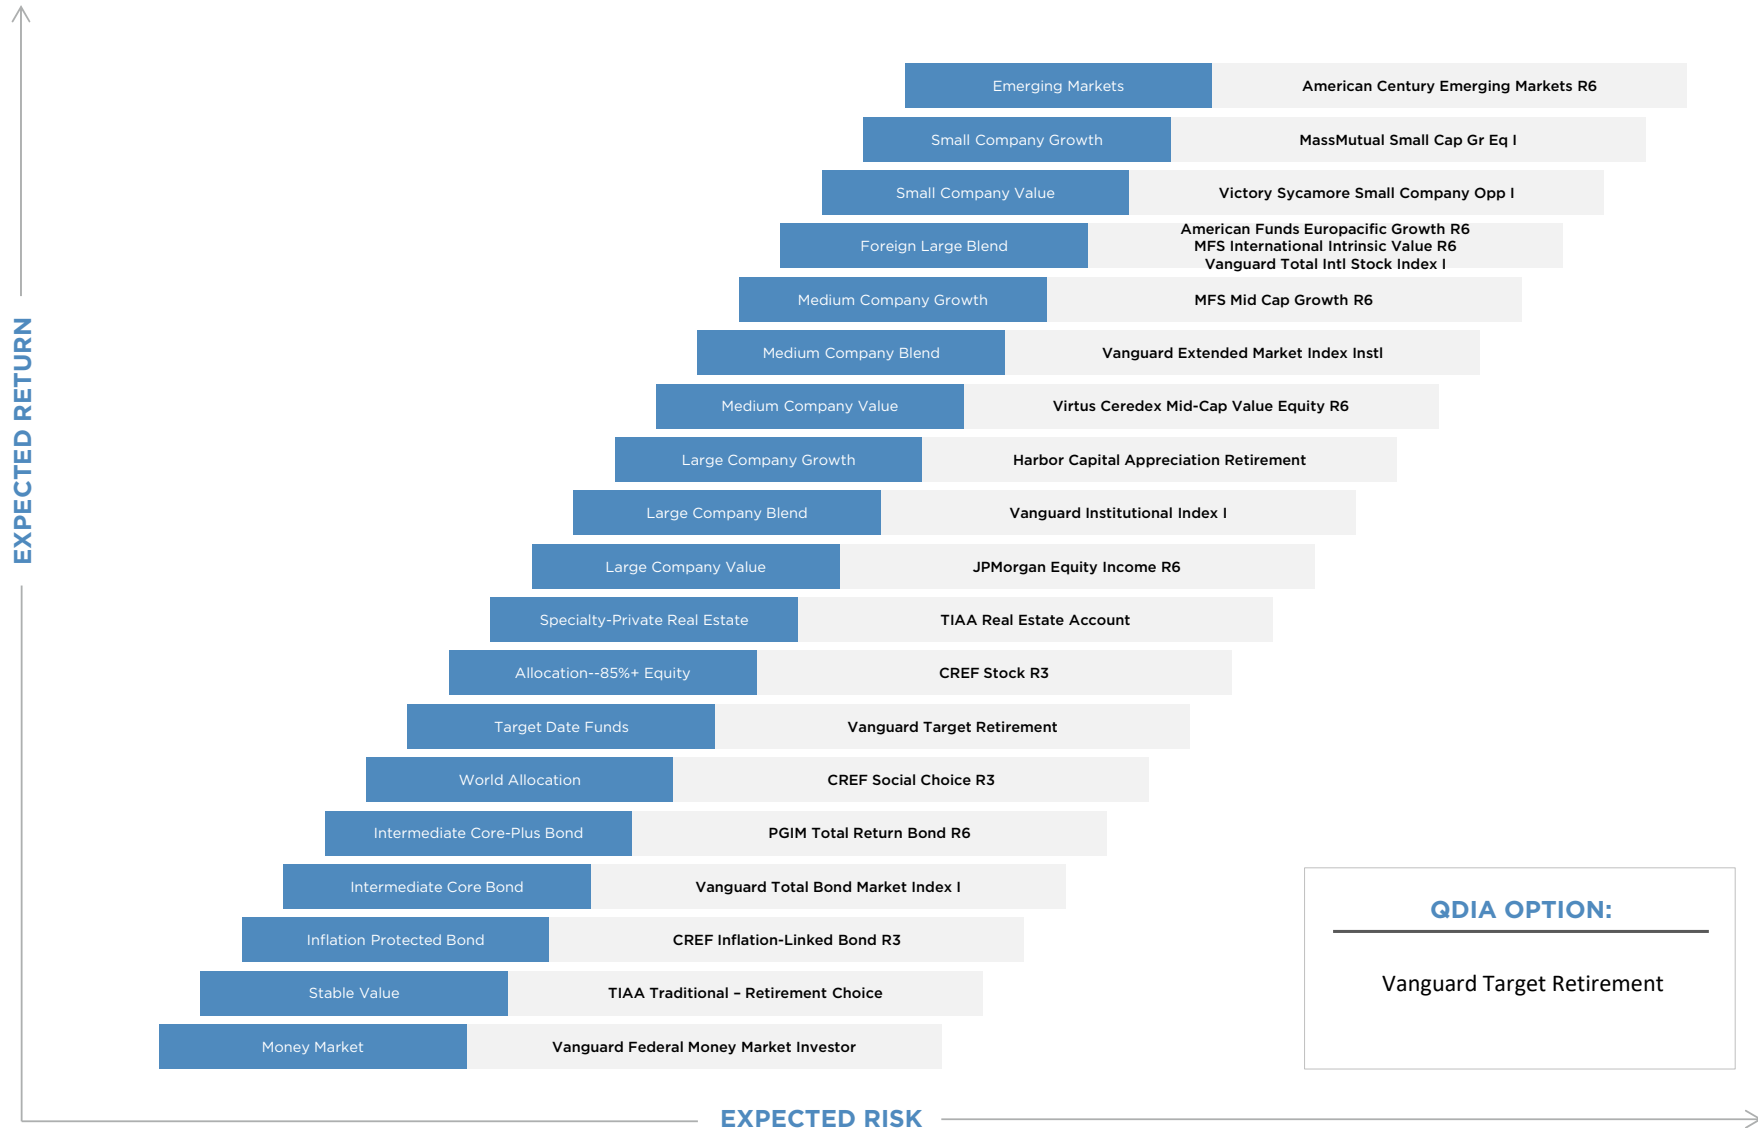 Emerging Markets American Century Emerging Markets R6
Small Company Growth MassMutual Small Cap Gr Eq I
Small Company Value Victory Sycamore Small Company Opp I
Foreign Large Blend
American Funds Europacific Growth R6
MFS International Intrinsic Value R6
Vanguard Total Intl Stock Index I
Medium Company Growth MFS Mid Cap Growth R6
Medium Company Blend Vanguard Extended Market Index Instl
Medium Company Value Virtus Ceredex Mid-Cap Value Equity R6
Large Company Growth Harbor Capital Appreciation Retirement
Large Company Blend Vanguard Institutional Index I
Large Company Value JPMorgan Equity Income R6
Specialty-Private Real Estate TIAA Real Estate Account
Allocation--85%+ Equity CREF Stock R3
Target Date Funds Vanguard Target Retirement
World Allocation CREF Social Choice R3
Intermediate Core-Plus Bond PGIM Total Return Bond R6
Intermediate Core Bond Vanguard Total Bond Market Index I
Inflation Protected Bond CREF Inflation-Linked Bond R3
Stable Value TIAA Traditional – Retirement Choice
Money Market Vanguard Federal Money Market Investor
EXPECTED RETURN
EXPECTED RISK
QDIA OPTION:
Vanguard Target Retirement